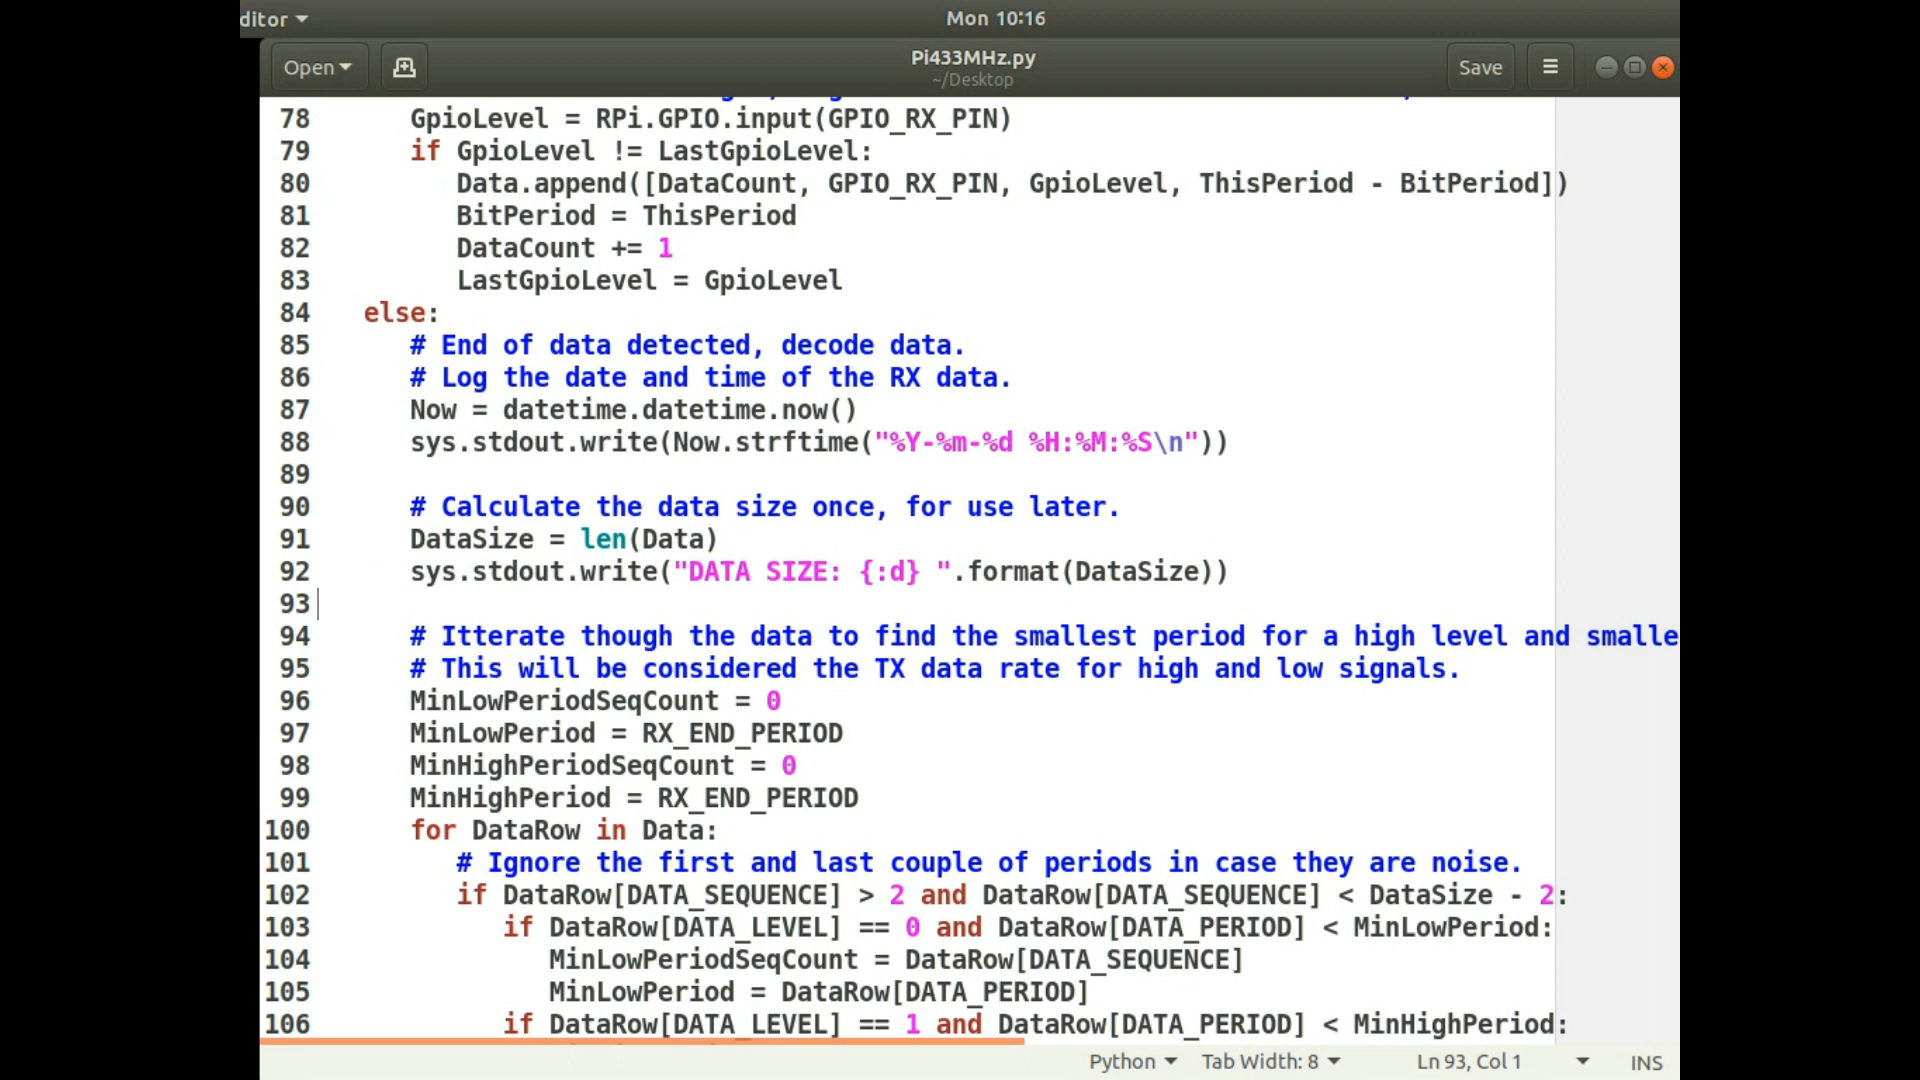 ditor
Mon 10:16
Open
Pi433MHz.py
~/Desktop
Save
78 GpioLevel = RPi.GPIO.input(GPIO_RX_PIN)
79 if GpioLevel != LastGpioLevel:
80 Data.append([DataCount, GPIO_RX_PIN, GpioLevel, ThisPeriod - BitPeriod])
81 BitPeriod = ThisPeriod
82 DataCount += 1
83 LastGpioLevel = GpioLevel
84 else:
85 # End of data detected, decode data.
86 # Log the date and time of the RX data.
87 Now = datetime.datetime.now()
88 sys.stdout.write(Now.strftime("%Y-%m-%d %H:%M:%S\n"))
89
90 # Calculate the data size once, for use later.
91 DataSize = len(Data)
92 sys.stdout.write("DATA SIZE: {:d} ".format(DataSize))
93
94 # Itterate though the data to find the smallest period for a high level and smalle
95 # This will be considered the TX data rate for high and low signals.
96 MinLowPeriodSeqCount = 0
97 MinLowPeriod = RX_END_PERIOD
98 MinHighPeriodSeqCount = 0
99 MinHighPeriod = RX_END_PERIOD
100 for DataRow in Data:
101 # Ignore the first and last couple of periods in case they are noise.
102 if DataRow[DATA_SEQUENCE] > 2 and DataRow[DATA_SEQUENCE] < DataSize - 2:
103 if DataRow[DATA_LEVEL] == 0 and DataRow[DATA_PERIOD] < MinLowPeriod:
104 MinLowPeriodSeqCount = DataRow[DATA_SEQUENCE]
105 MinLowPeriod = DataRow[DATA_PERIOD]
106 if DataRow[DATA_LEVEL] == 1 and DataRow[DATA_PERIOD] < MinHighPeriod:
Python Tab Width: 8 Ln 93, Col 1 INS